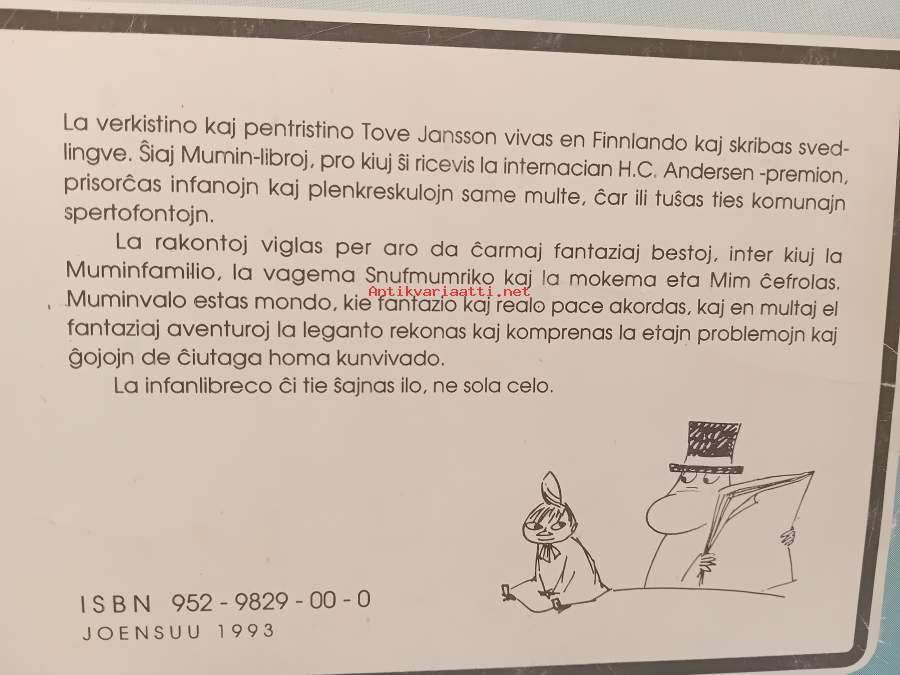 La verkistino kaj pentristino Tove Jansson vivas en Finnlando kaj skribas sved-
lingve. Ŝiaj Mumin-libroj, pro kiuj ŝi ricevis la internacian H.C. Andersen -premion,
prisorĉas infanojn kaj plenkreskulojn same multe, ĉar ili tuŝas ties komunajn
spertofontojn.
La rakontoj viglas per aro da ĉarmaj fantaziaj bestoj, inter kiuj la
Muminfamilio, la vagema Snufmumriko kaj la mokema eta Mim ĉefrolas.
Aptikvariaatti.net
Muminvalo estas mondo, kie fantazio kaj realo pace akordas, kaj en multaj el
fantaziaj aventuroj la leganto rekonas kaj komprenas la etajn problemojn kaj
ĝojojn de ĉiutaga homa kunvivado.
La infanlibreco ĉi tie ŝajnas ilo, ne sola celo.
ISBN 952 - 9829 - 00 - 0
JOENSUU 1993